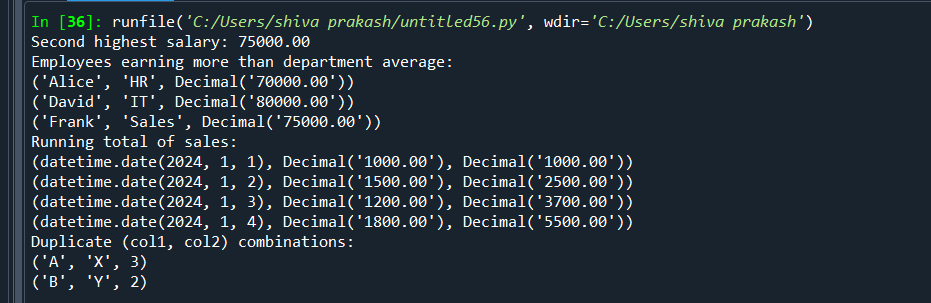 In [36]: runfile('C:/Users/shiva prakash/untitled56.py', wdir='C:/Users/shiva prakash')
Second highest salary: 75000.00
Employees earning more than department average:
('Alice', 'HR', Decimal('70000.00'))
('David', 'IT', Decimal('80000.00'))
('Frank', 'Sales', Decimal('75000.00'))
Running total of sales:
(datetime.date(2024, 1, 1), Decimal('1000.00'), Decimal('1000.00'))
(datetime.date(2024, 1, 2), Decimal('1500.00'), Decimal('2500.00'))
(datetime.date(2024, 1, 3), Decimal('1200.00'), Decimal('3700.00'))
(datetime.date(2024, 1, 4), Decimal('1800.00'), Decimal('5500.00'))
Duplicate (col1, col2) combinations:
('A', 'X', 3)
('B', 'Y', 2)